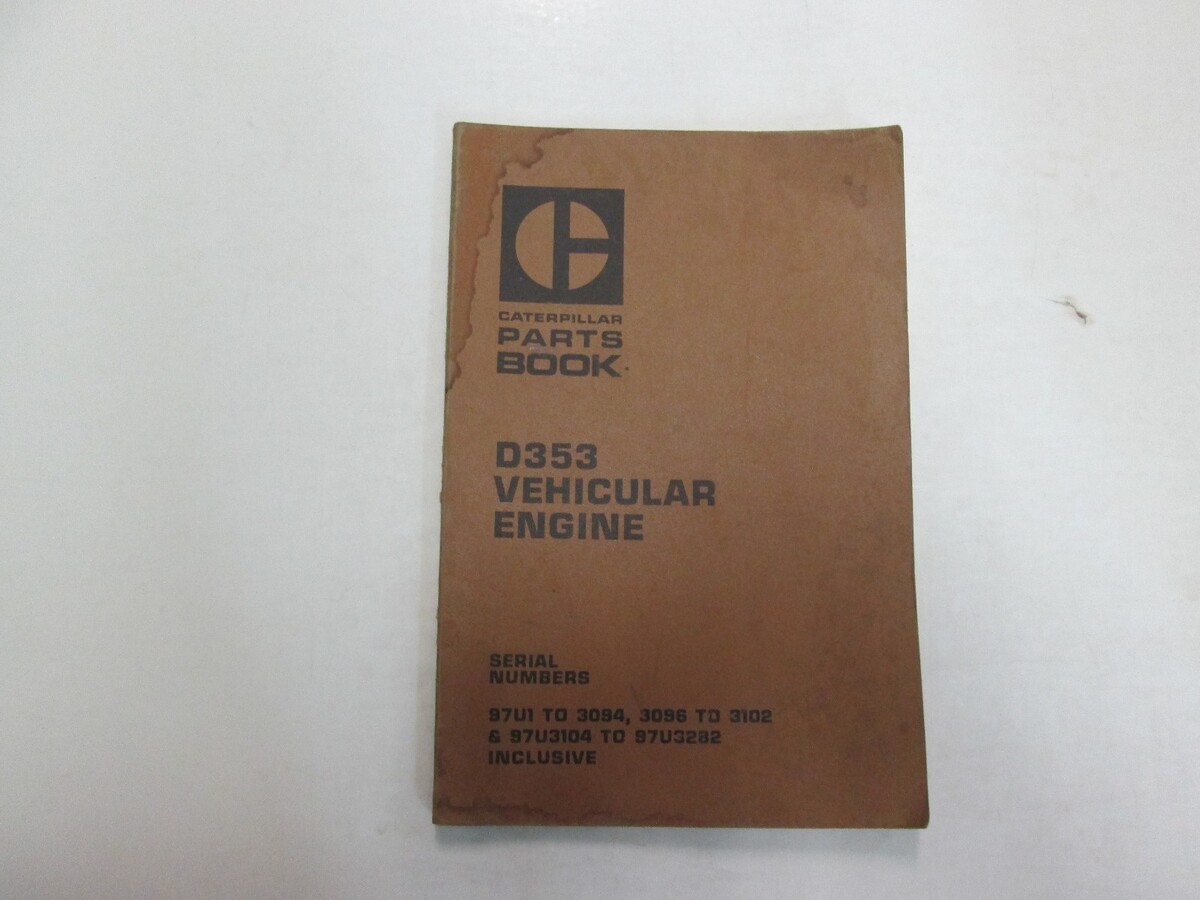 CATERPILLAR
PARTS
BOOK
D353
VEHICULAR
ENGINE
SERIAL
NUMBERS
97U1 TO 3094, 3096 TO 3102
& 97U3104 TO 97U3282
INCLUSIVE